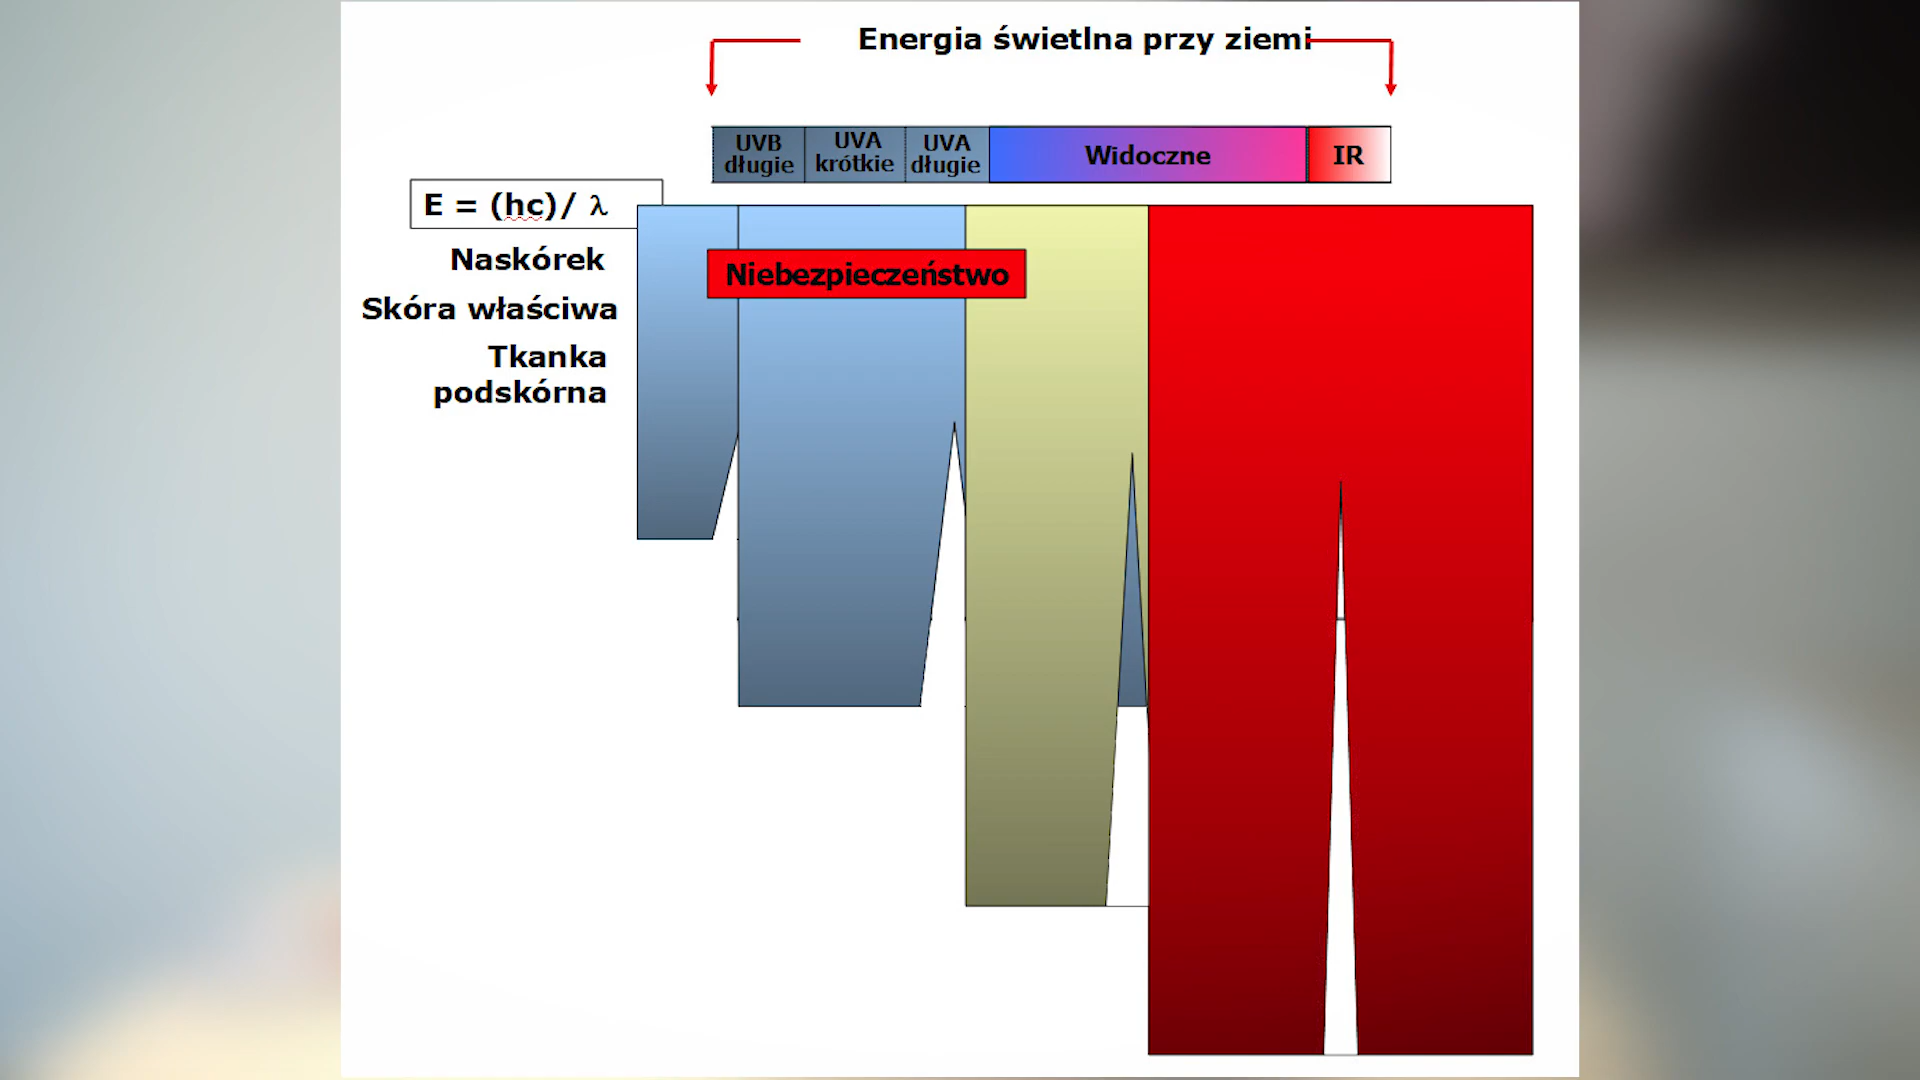 Energia świetlna przy ziemi
UVB
długie
UVA
krótkie
UVA
długie
Widoczne
IR
E = (hc)/ λ
Naskórek
Niebezpieczeństwo
Skóra właściwa
Tkanka
podskórna